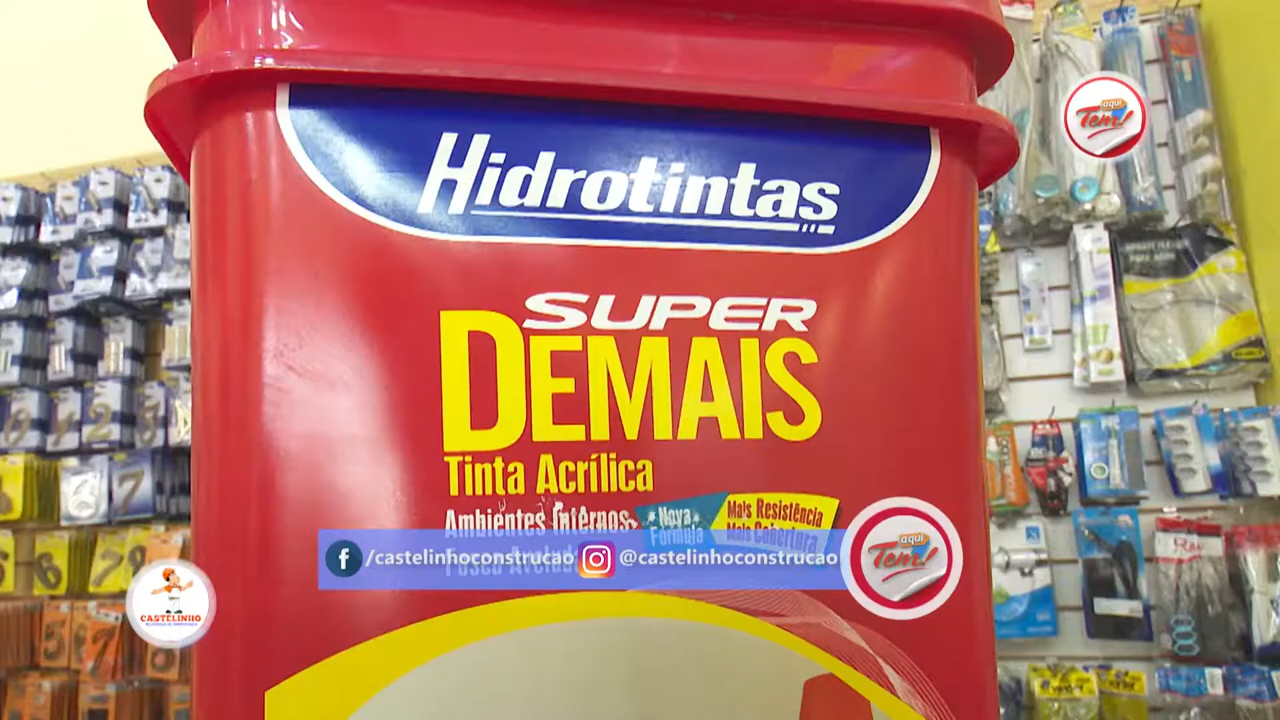 Hidrotintas
SUPER
DEMAIS
Tinta Acrílica
Ambientes Internos
Nova
Fórmula
Mais Resistência
Mais Cobertura
/castelinhoconstrucao
@castelinhoconstrucao
aqui
Tem!
aqui
Tem!
CASTELINHO